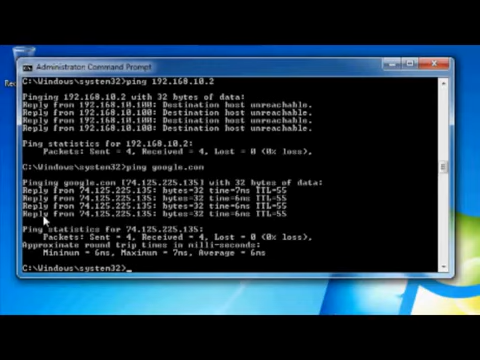 Administrator: Command Prompt
C:\Windows\system32>ping 192.168.10.2
Pinging 192.168.10.2 with 32 bytes of data:
Reply from 192.168.10.100: Destination host unreachable.
Reply from 192.168.10.100: Destination host unreachable.
Reply from 192.168.10.100: Destination host unreachable.
Reply from 192.168.10.100: Destination host unreachable.
Ping statistics for 192.168.10.2:
Packets: Sent = 4, Received = 4, Lost = 0 (0% loss),
C:\Windows\system32>ping google.com
Pinging google.com [74.125.225.135] with 32 bytes of data:
Reply from 74.125.225.135: bytes=32 time=7ms TTL=55
Reply from 74.125.225.135: bytes=32 time=6ms TTL=55
Reply from 74.125.225.135: bytes=32 time=6ms TTL=55
Reply from 74.125.225.135: bytes=32 time=6ms TTL=55
Ping statistics for 74.125.225.135:
Packets: Sent = 4, Received = 4, Lost = 0 (0% loss),
Approximate round trip times in milli-seconds:
Minimum = 6ms, Maximum = 7ms, Average = 6ms
C:\Windows\system32>_